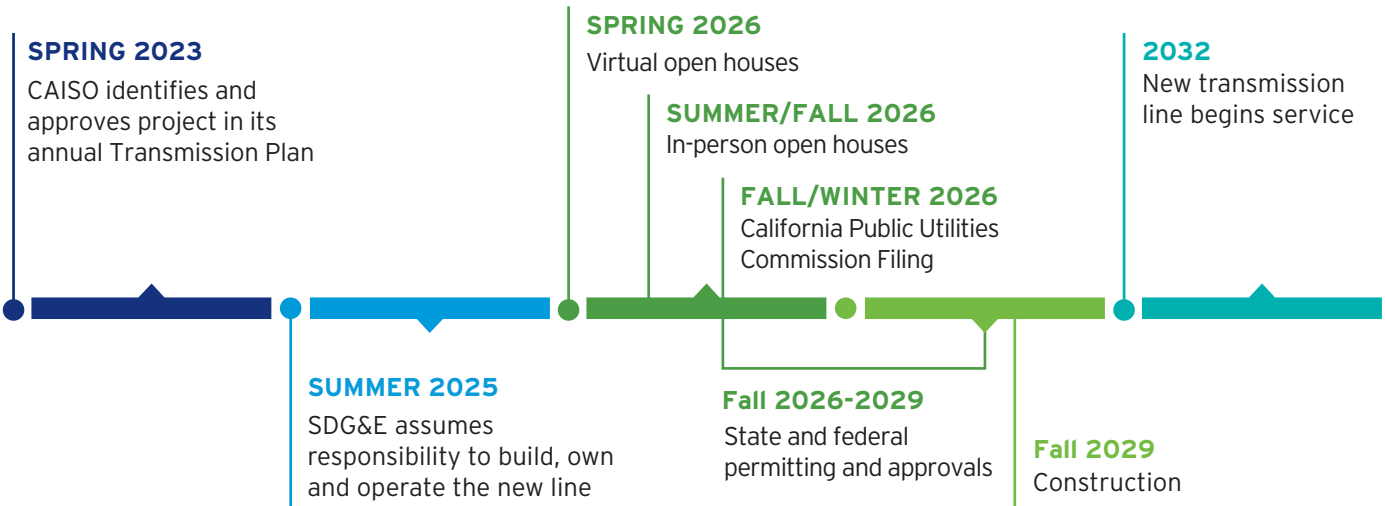 SPRING 2023
CAISO identifies and
approves project in its
annual Transmission Plan
SUMMER 2025
SDG&E assumes
responsibility to build, own
and operate the new line
SPRING 2026
Virtual open houses
SUMMER/FALL 2026
In-person open houses
FALL/WINTER 2026
California Public Utilities
Commission Filing
Fall 2026-2029
State and federal
permitting and approvals
Fall 2029
Construction
2032
New transmission
line begins service